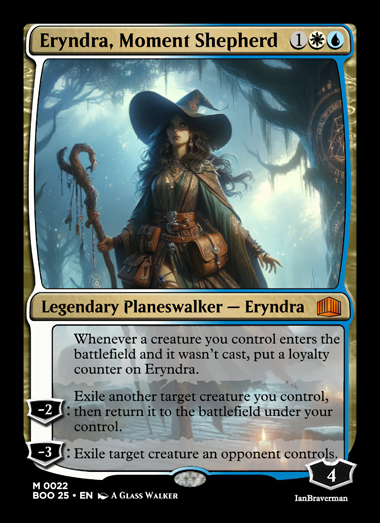 Eryndra, Moment Shepherd 1
Legendary Planeswalker — Eryndra
Whenever a creature you control enters the
battlefield and it wasn't cast, put a loyalty
counter on Eryndra.
Exile another target creature you control,
-2 : then return it to the battlefield under your
control.
-3 : Exile target creature an opponent controls.
4
M 0022
BOO 25 • EN A Glass Walker
IanBraverman